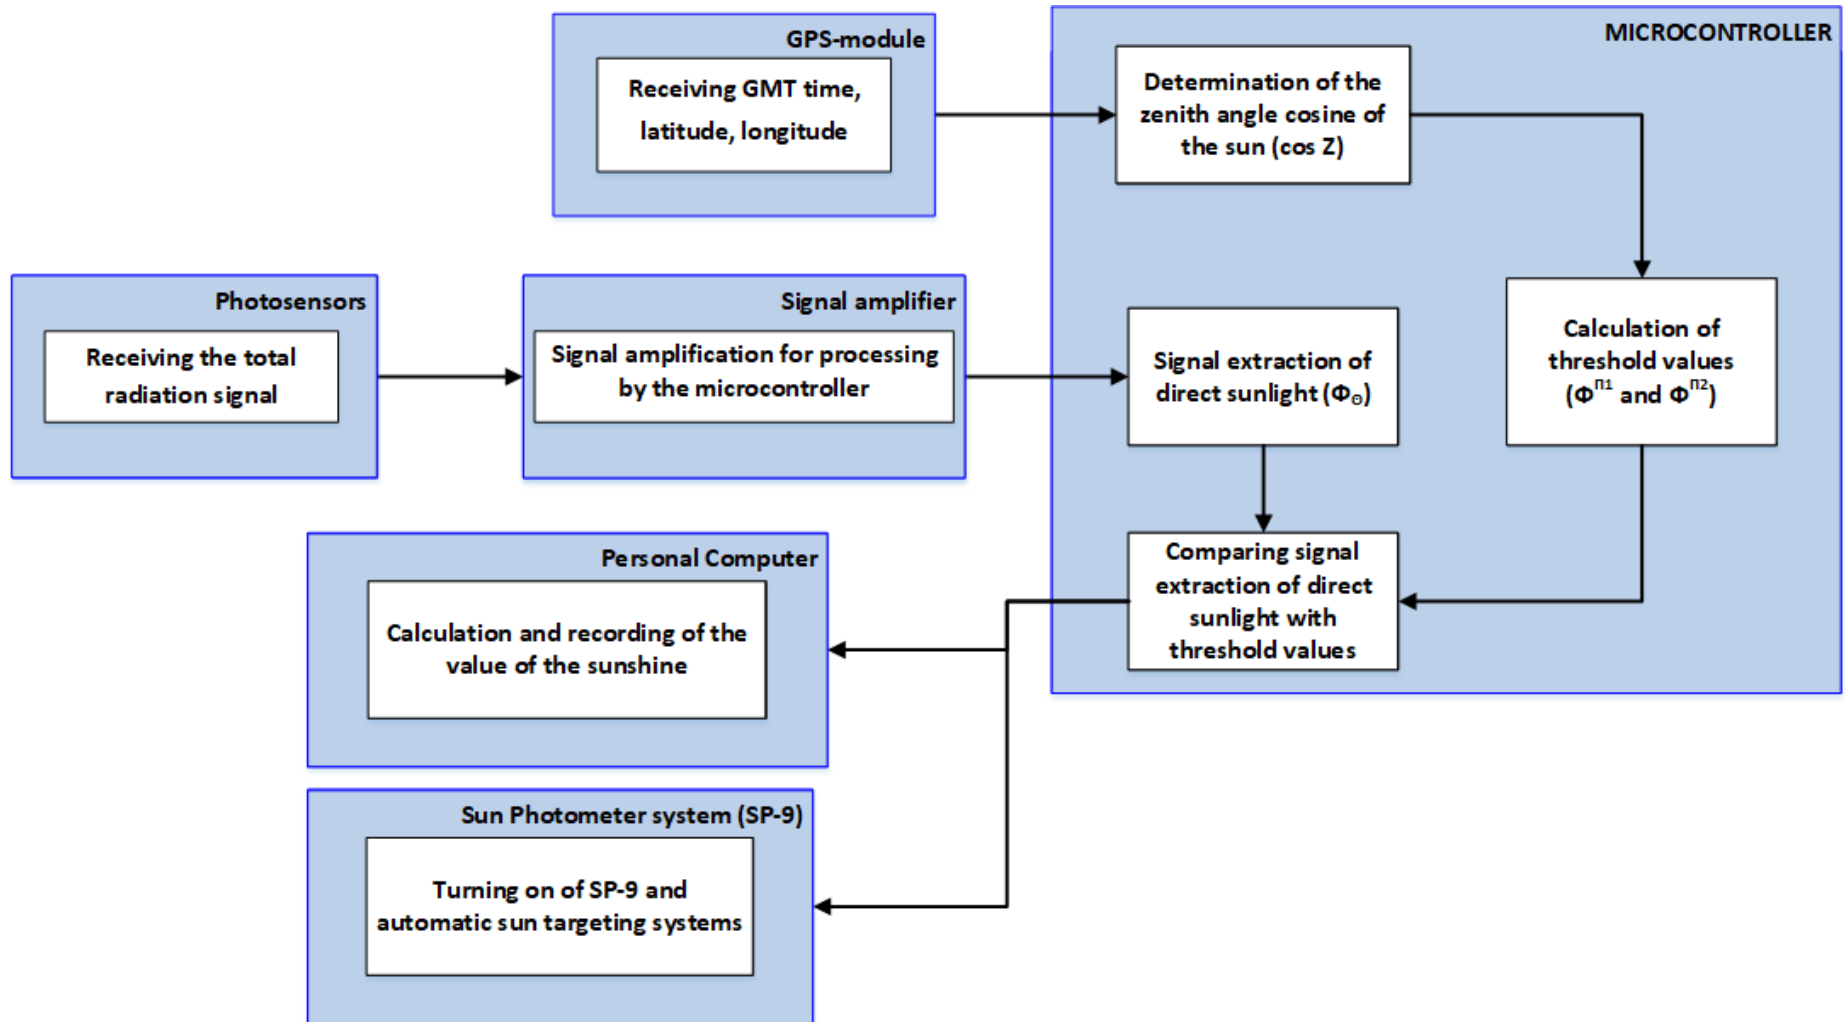 GPS-module
Receiving GMT time,
latitude, longitude
MICROCONTROLLER
Determination of the
zenith angle cosine of
the sun (cos Z)
Photosensors
Receiving the total
radiation signal
Signal amplifier
Signal amplification for processing
by the microcontroller
Signal extraction of
direct sunlight (Φ₀)
Calculation of
threshold values
(Φᴨ¹ and Φᴨ²)
Personal Computer
Calculation and recording of the
value of the sunshine
Comparing signal
extraction of direct
sunlight with
threshold values
Sun Photometer system (SP-9)
Turning on of SP-9 and
automatic sun targeting systems